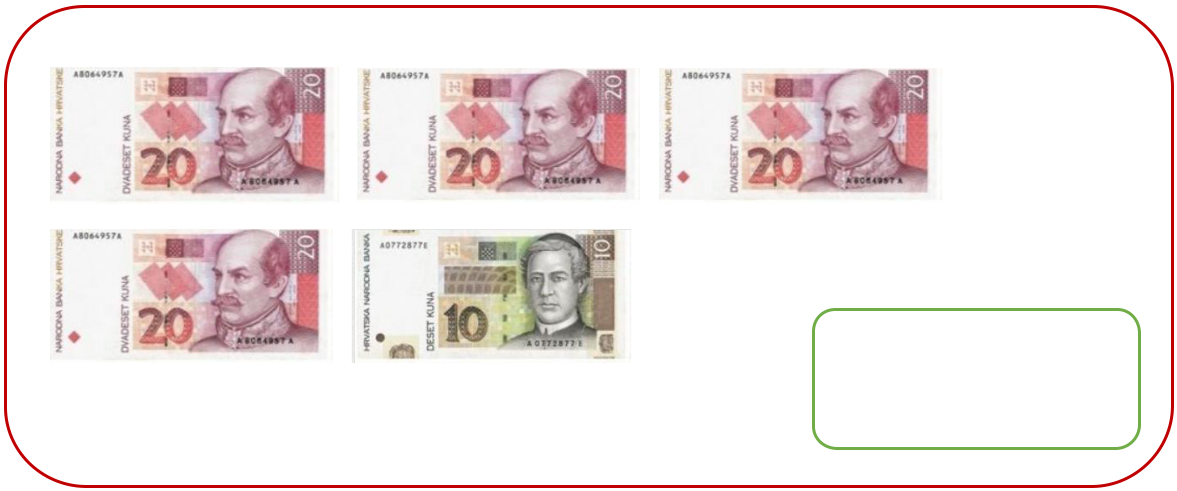 A8064957A
NARODNA BANKA HRVATSKE
DVADESET KUNA
20
20
A8064957A
A8064957A
NARODNA BANKA HRVATSKE
DVADESET KUNA
20
20
A8064957A
A8064957A
NARODNA BANKA HRVATSKE
DVADESET KUNA
20
20
A8064957A
A8064957A
NARODNA BANKA HRVATSKE
DVADESET KUNA
20
20
A8064957A
A0772877E
HRVATSKA NARODNA BANKA
DESET KUNA
10
10
A0772877E